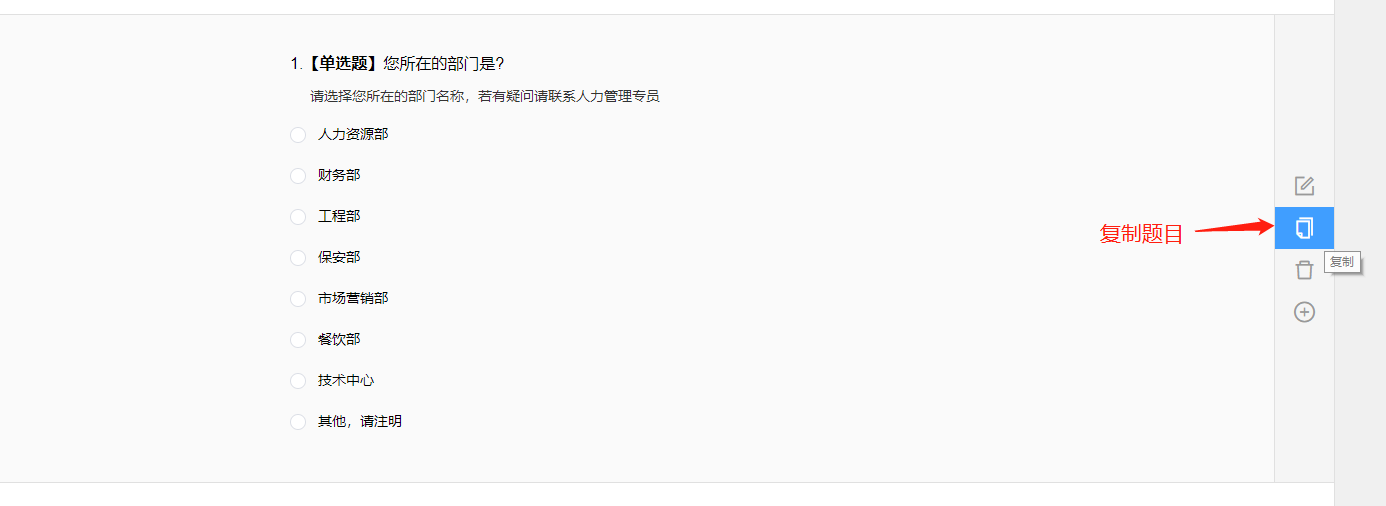 1.【单选题】您所在的部门是?
请选择您所在的部门名称，若有疑问请联系人力管理专员
人力资源部
财务部
工程部
保安部
市场营销部
餐饮部
技术中心
其他，请注明
复制题目
复制